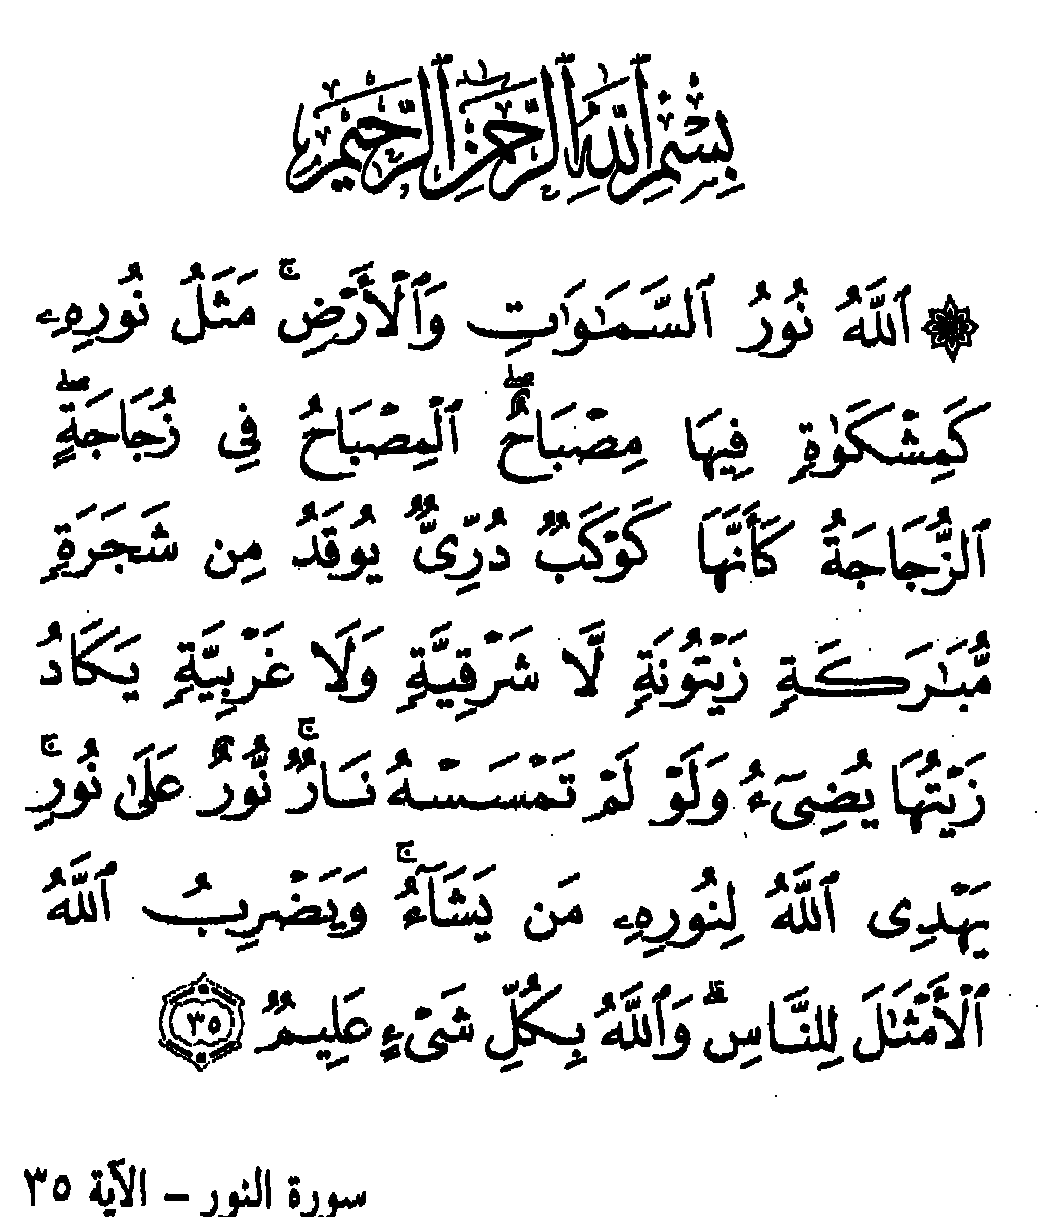 بِسْمِ ٱللَّهِ ٱلرَّحْمَٰنِ ٱلرَّحِيمِ
۞ ٱللَّهُ نُورُ ٱلسَّمَٰوَٰتِ وَٱلْأَرْضِ ۚ مَثَلُ نُورِهِۦ
كَمِشْكَوٰةٍ فِيهَا مِصْبَاحٌ ۖ ٱلْمِصْبَاحُ فِى زُجَاجَةٍ ۖ
ٱلزُّجَاجَةُ كَأَنَّهَا كَوْكَبٌ دُرِّىٌّ يُوقَدُ مِن شَجَرَةٍ
مُّبَٰرَكَةٍ زَيْتُونَةٍ لَّا شَرْقِيَّةٍ وَلَا غَرْبِيَّةٍ يَكَادُ
زَيْتُهَا يُضِىٓءُ وَلَوْ لَمْ تَمْسَسْهُ نَارٌ ۚ نُّورٌ عَلَىٰ نُورٍ ۚ
يَهْدِى ٱللَّهُ لِنُورِهِۦ مَن يَشَآءُ ۚ وَيَضْرِبُ ٱللَّهُ
ٱلْأَمْثَٰلَ لِلنَّاسِ ۗ وَٱللَّهُ بِكُلِّ شَىْءٍ عَلِيمٌ ٣٥
سورة النور – الآية ٣٥